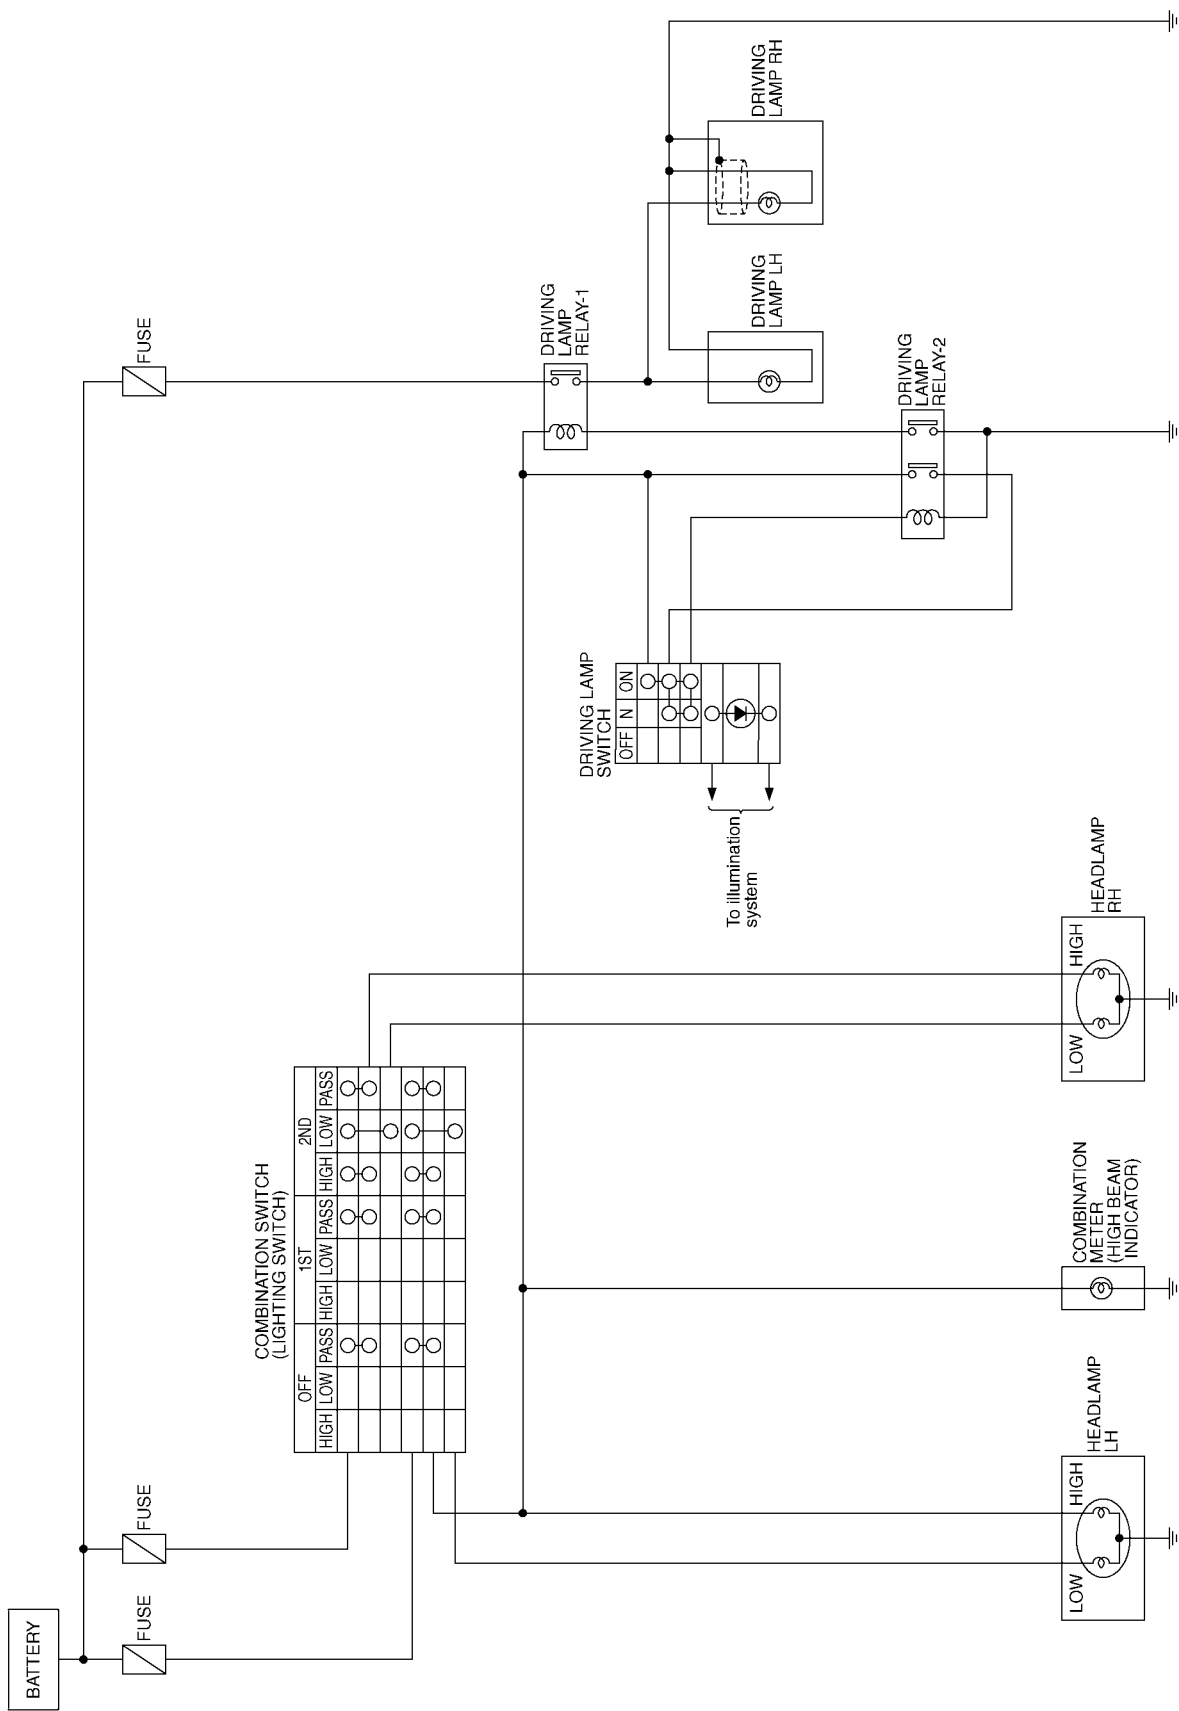 BATTERY
FUSE
FUSE
FUSE
COMBINATION SWITCH
(LIGHTING SWITCH)
OFF
1ST
2ND
HIGH
LOW
PASS
HIGH
LOW
PASS
HIGH
LOW
PASS
DRIVING
LAMP
RELAY-1
DRIVING
LAMP RH
DRIVING
LAMP LH
DRIVING
LAMP
RELAY-2
DRIVING LAMP
SWITCH
OFF
N
ON
To illumination
system
HEADLAMP
LH
LOW
HIGH
COMBINATION
METER
(HIGH BEAM
INDICATOR)
HEADLAMP
RH
LOW
HIGH